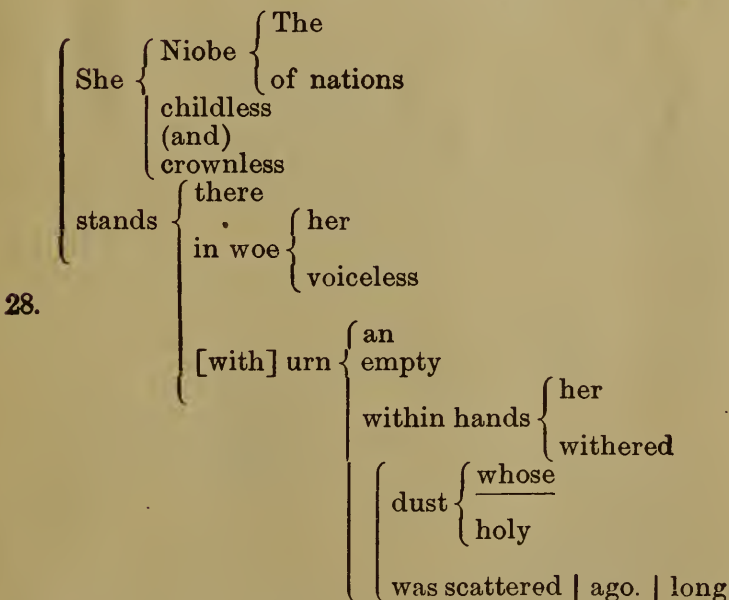 The
She Niobe
of nations
childless
(and)
crownless
there
stands her
in woe
voiceless
28.
an
[with] urn empty
her
within hands
withered
whose
dust
holy
was scattered | ago. | long